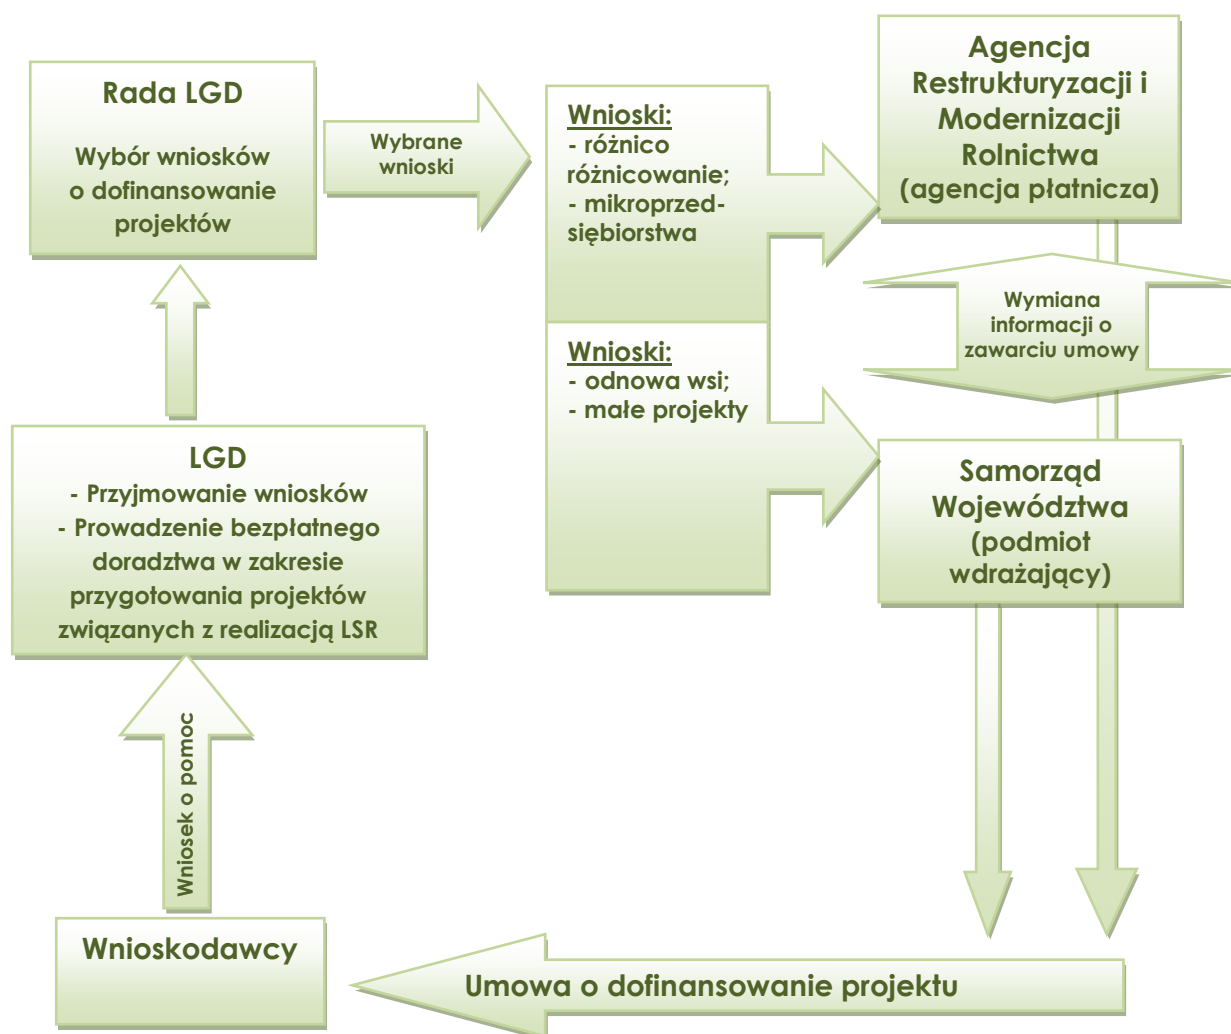 Rada LGD
Wybór wniosków
o dofinansowanie
projektów
Wybrane
wnioski
Wnioski:
- różnico
różnicowanie;
- mikroprzed-
siębiorstwa
Agencja
Restrukturyzacji i
Modernizacji
Rolnictwa
(agencja płatnicza)
Wymiana
informacji o
zawarciu umowy
Wnioski:
- odnowa wsi;
- małe projekty
Samorząd
Województwa
(podmiot
wdrażający)
LGD
- Przyjmowanie wniosków
- Prowadzenie bezpłatnego
doradztwa w zakresie
przygotowania projektów
związanych z realizacją LSR
Wniosek o pomoc
Wnioskodawcy
Umowa o dofinansowanie projektu